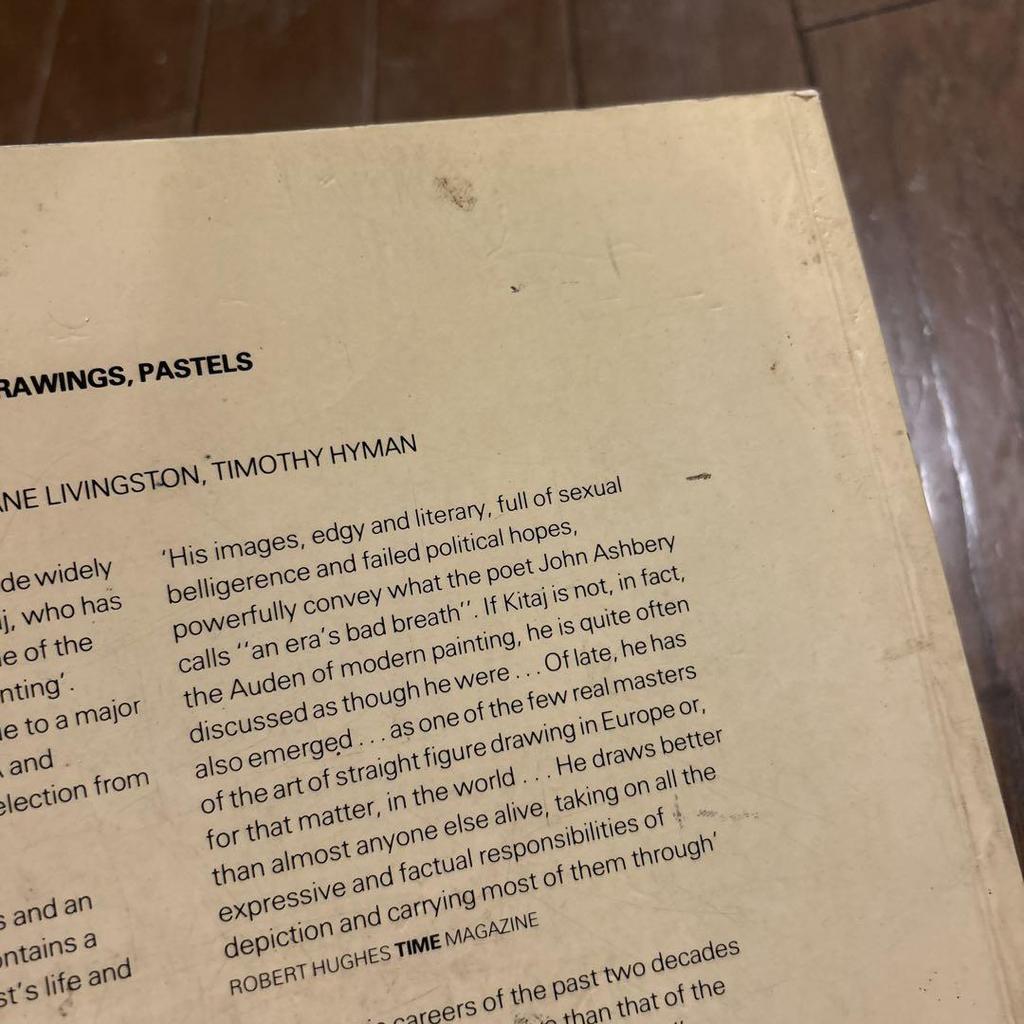 RAWINGS, PASTELS
ANE LIVINGSTON, TIMOTHY HYMAN
de widely
j, who has
e of the
nting'.
e to a major
and
election from
s and an
ontains a
st's life and
'His images, edgy and literary, full of sexual
belligerence and failed political hopes,
powerfully convey what the poet John Ashbery
calls ''an era's bad breath''. If Kitaj is not, in fact,
the Auden of modern painting, he is quite often
discussed as though he were . . . Of late, he has
also emerged . . . as one of the few real masters
of the art of straight figure drawing in Europe or,
for that matter, in the world . . . He draws better
than almost anyone else alive, taking on all the
expressive and factual responsibilities of
depiction and carrying most of them through'
ROBERT HUGHES TIME MAGAZINE
careers of the past two decades
than that of the